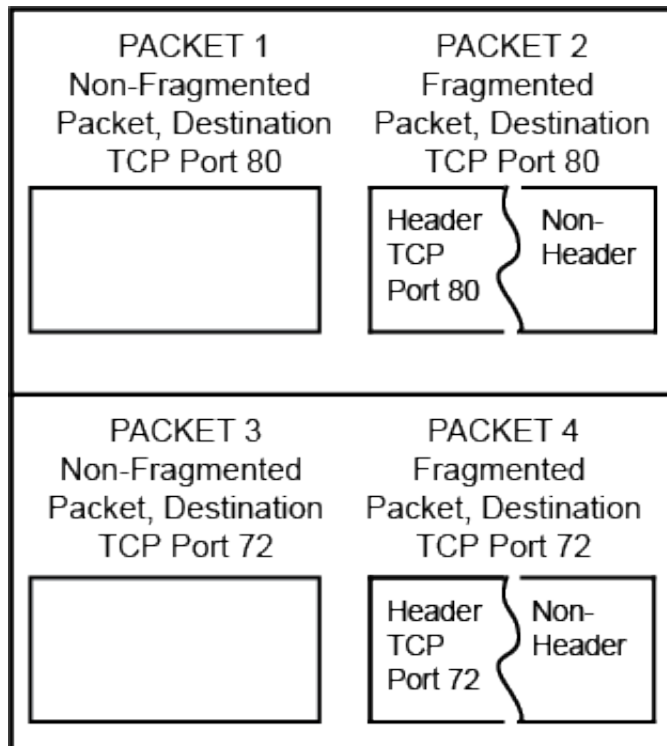 PACKET 1
Non-Fragmented
Packet, Destination
TCP Port 80
PACKET 2
Fragmented
Packet, Destination
TCP Port 80
Header
TCP
Port 80
Non-
Header
PACKET 3
Non-Fragmented
Packet, Destination
TCP Port 72
PACKET 4
Fragmented
Packet, Destination
TCP Port 72
Header
TCP
Port 72
Non-
Header